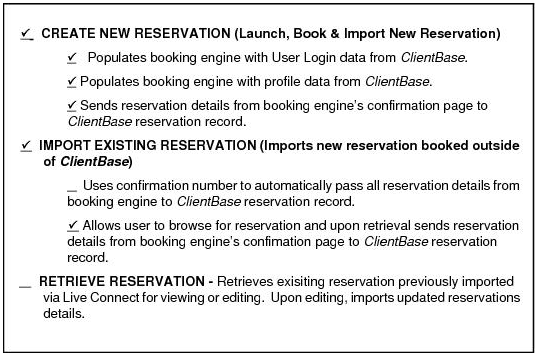 ✓ CREATE NEW RESERVATION (Launch, Book & Import New Reservation)
✓ Populates booking engine with User Login data from ClientBase.
✓ Populates booking engine with profile data from ClientBase.
✓ Sends reservation details from booking engine's confirmation page to
ClientBase reservation record.
✓ IMPORT EXISTING RESERVATION (Imports new reservation booked outside
of ClientBase)
_ Uses confirmation number to automatically pass all reservation details from
booking engine to ClientBase reservation record.
✓ Allows user to browse for reservation and upon retrieval sends reservation
details from booking engine's confimation page to ClientBase reservation
record.
_ RETRIEVE RESERVATION - Retrieves exisiting reservation previously imported
via Live Connect for viewing or editing. Upon editing, imports updated reservations
details.